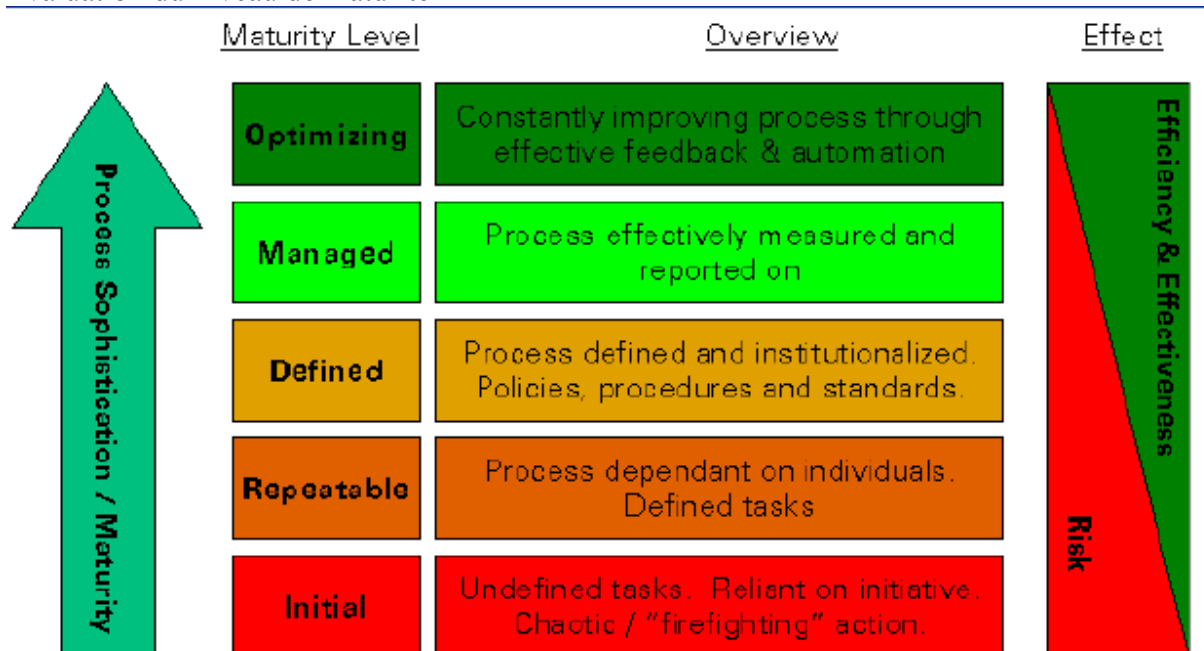 Maturity Level
Overview
Effect
Process Sophistication / Maturity
Optimizing
Constantly improving process through
effective feedback & automation
Managed
Process effectively measured and
reported on
Defined
Process defined and institutionalized.
Policies, procedures and standards.
Repeatable
Process dependant on individuals.
Defined tasks
Initial
Undefined tasks. Reliant on initiative.
Chaotic / "firefighting" action.
Efficiency & Effectiveness
Risk